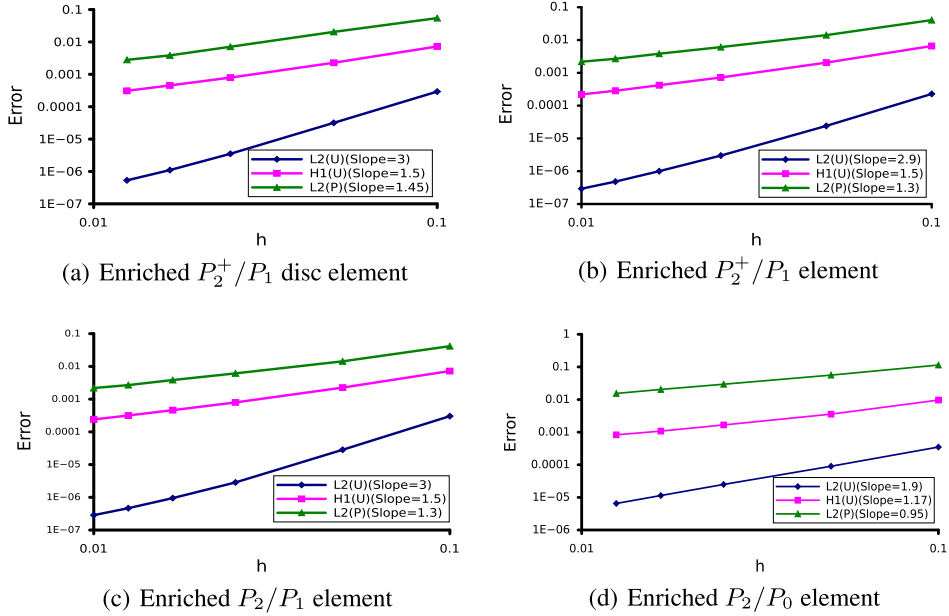 0.1
0.01
0.001
0.0001
1E-05
1E-06
1E-07
Error
0.01
0.1
h
L2(U)(Slope=3)
H1(U)(Slope=1.5)
L2(P)(Slope=1.45)
(a) Enriched P₂⁺/P₁ disc element
0.1
0.01
0.001
0.0001
1E-05
1E-06
1E-07
Error
0.01
0.1
h
L2(U)(Slope=2.9)
H1(U)(Slope=1.5)
L2(P)(Slope=1.3)
(b) Enriched P₂⁺/P₁ element
0.1
0.01
0.001
0.0001
1E-05
1E-06
1E-07
Error
0.01
0.1
h
L2(U)(Slope=3)
H1(U)(Slope=1.5)
L2(P)(Slope=1.3)
(c) Enriched P₂/P₁ element
1
0.1
0.01
0.001
0.0001
1E-05
1E-06
Error
0.01
0.1
h
L2(U)(Slope=1.9)
H1(U)(Slope=1.17)
L2(P)(Slope=0.95)
(d) Enriched P₂/P₀ element